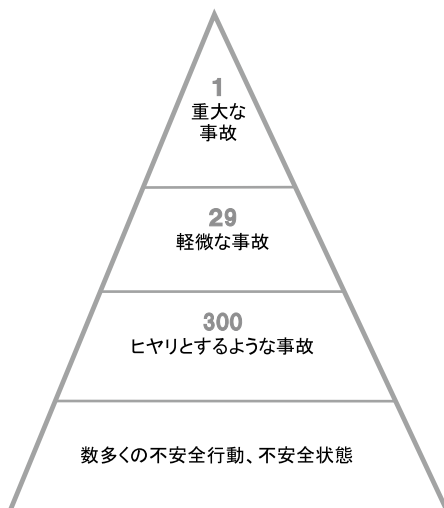 1
重大な
事故
29
軽微な事故
300
ヒヤリとするような事故
数多くの不安全行動、不安全状態